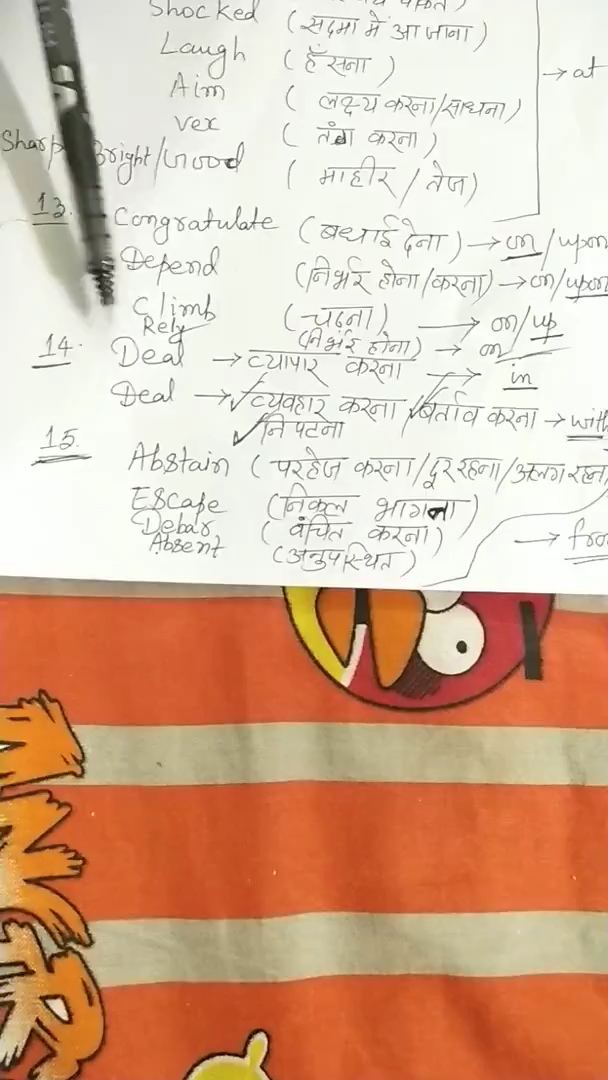 Shocked (सदमा में आ जाना)
Laugh (हँसना)
Aim (लक्ष्य करना/साधना) → at
Vex (तंग करना)
Sharp Bright/Good (माहीर / तेज)
13. Congratulate (बधाई देना) → on/upon
Depend (निर्भर होना/करना) → on/upon
Climb (चढ़ना) → on/up
Rely (निर्भर होना) → on
14. Deal → व्यापार करना → in
Deal → व्यवहार करना / बर्ताव करना → with
निपटना
15.
Abstain (परहेज करना/दूर रहना/अलग रहना
Escape (निकल भागना)
Debar (वंचित करना) → fro
Absent (अनुपस्थित)